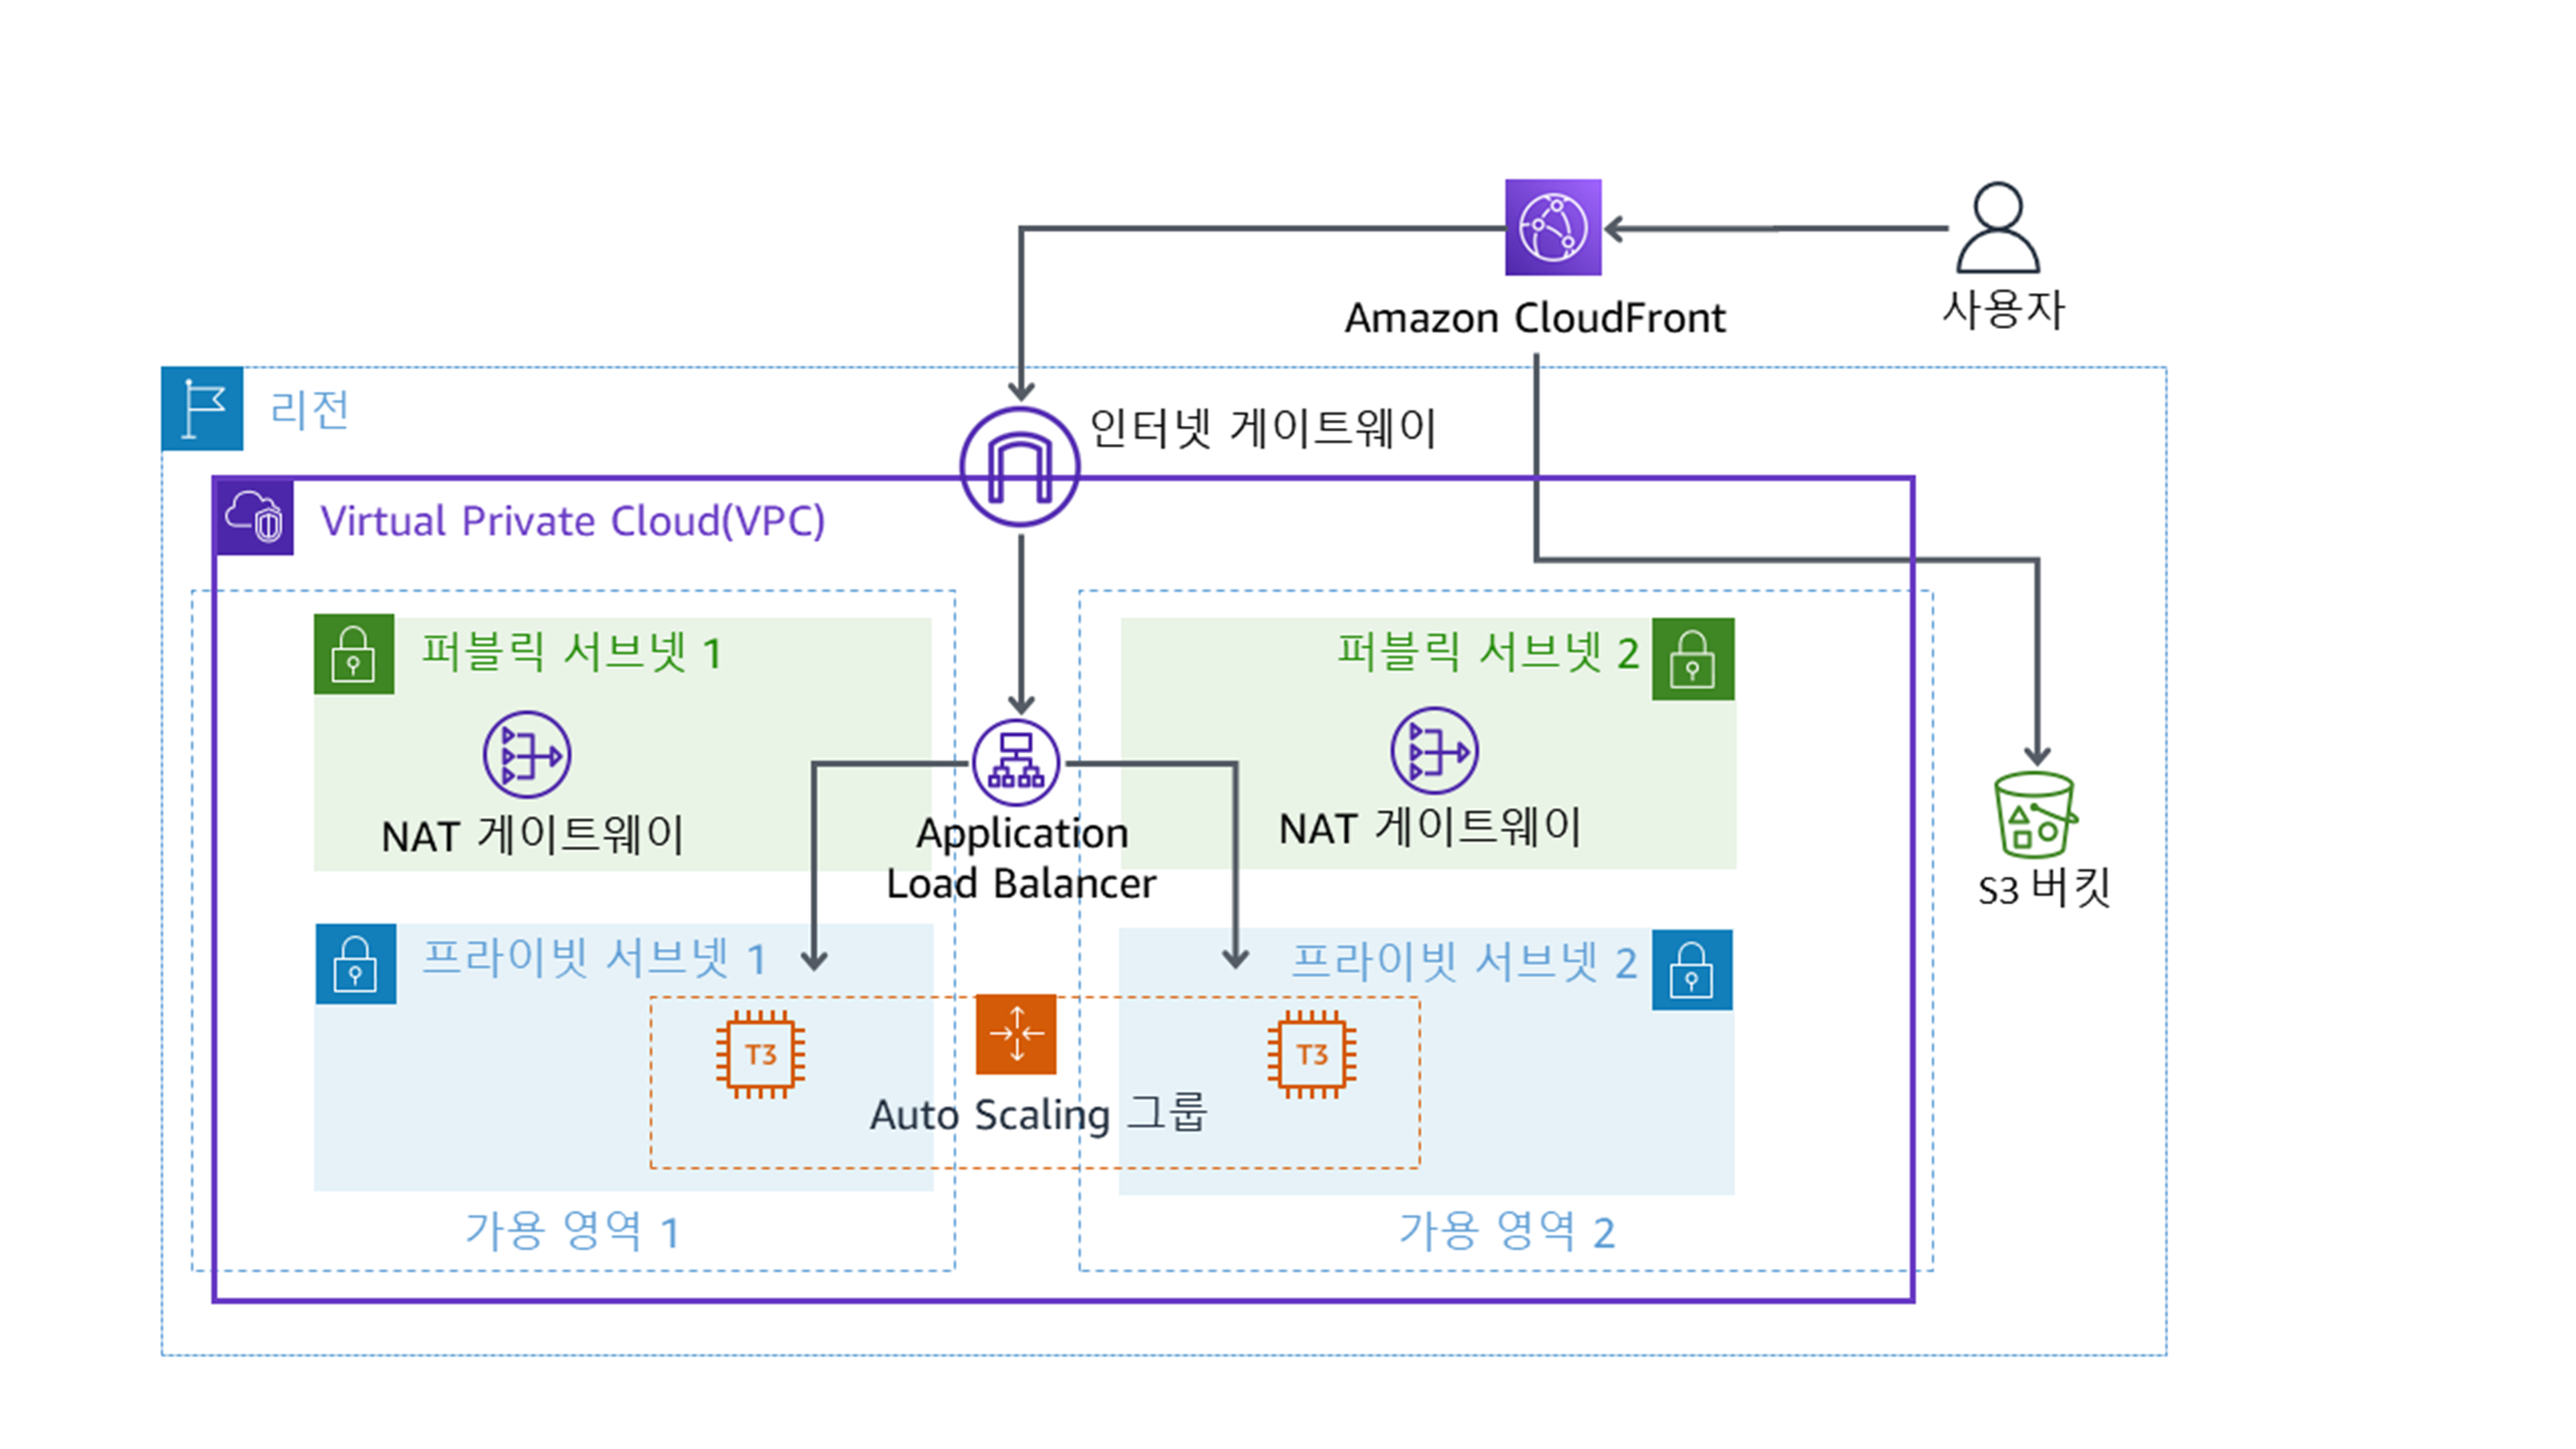 Amazon CloudFront
사용자
리전
인터넷 게이트웨이
Virtual Private Cloud(VPC)
퍼블릭 서브넷 1
퍼블릭 서브넷 2
NAT 게이트웨이
Application
Load Balancer
NAT 게이트웨이
S3 버킷
프라이빗 서브넷 1
프라이빗 서브넷 2
T3
T3
Auto Scaling 그룹
가용 영역 1
가용 영역 2